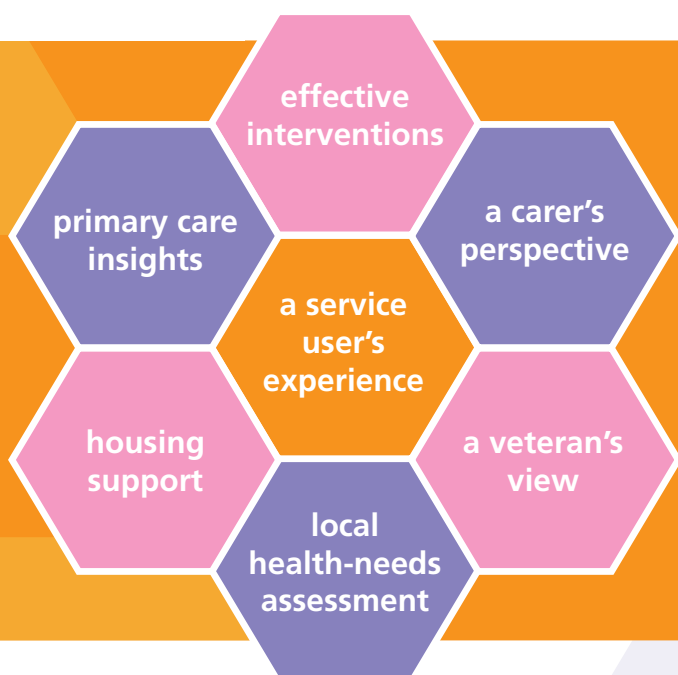 effective
interventions
primary care
insights
a carer’s
perspective
a service
user’s
experience
housing
support
a veteran’s
view
local
health-needs
assessment